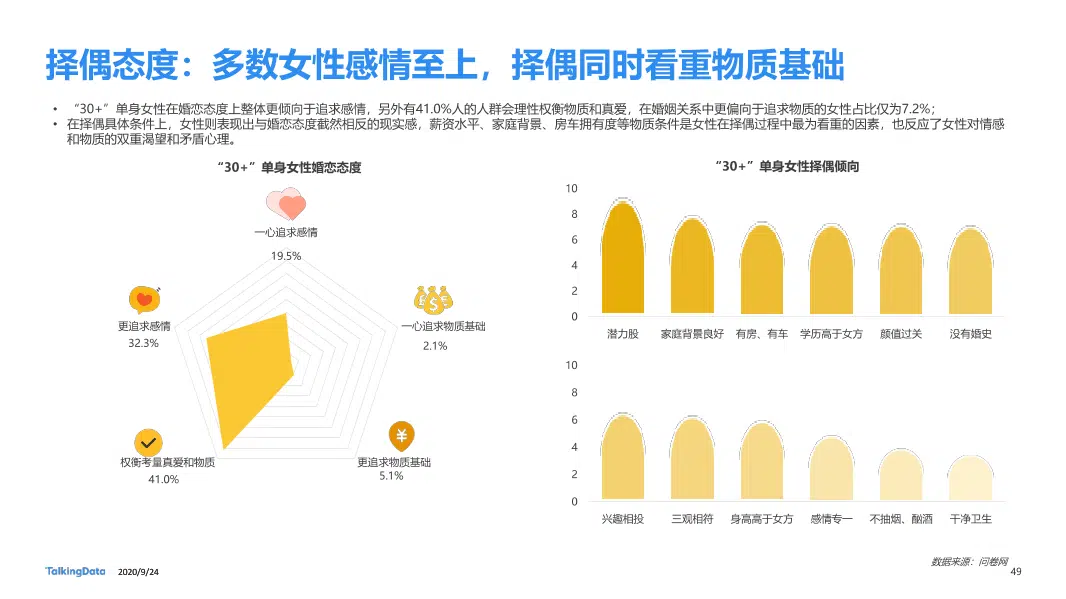 择偶态度：多数女性感情至上，择偶同时看重物质基础
• “30+”单身女性在婚恋态度上整体更倾向于追求感情，另外有41.0%人的人群会理性权衡物质和真爱，在婚姻关系中更偏向于追求物质的女性占比仅为7.2%；
• 在择偶具体条件上，女性则表现出与婚恋态度截然相反的现实感，薪资水平、家庭背景、房车拥有度等物质条件是女性在择偶过程中最为看重的因素，也反应了女性对情感
和物质的双重渴望和矛盾心理。
“30+”单身女性婚恋态度
一心追求感情
19.5%
一心追求物质基础
2.1%
更追求物质基础
5.1%
权衡考量真爱和物质
41.0%
更追求感情
32.3%
“30+”单身女性择偶倾向
10
8
6
4
2
0
潜力股 家庭背景良好 有房、有车 学历高于女方 颜值过关 没有婚史
10
8
6
4
2
0
兴趣相投 三观相符 身高高于女方 感情专一 不抽烟、酗酒 干净卫生
数据来源：问卷网
TalkingData 2020/9/24
49